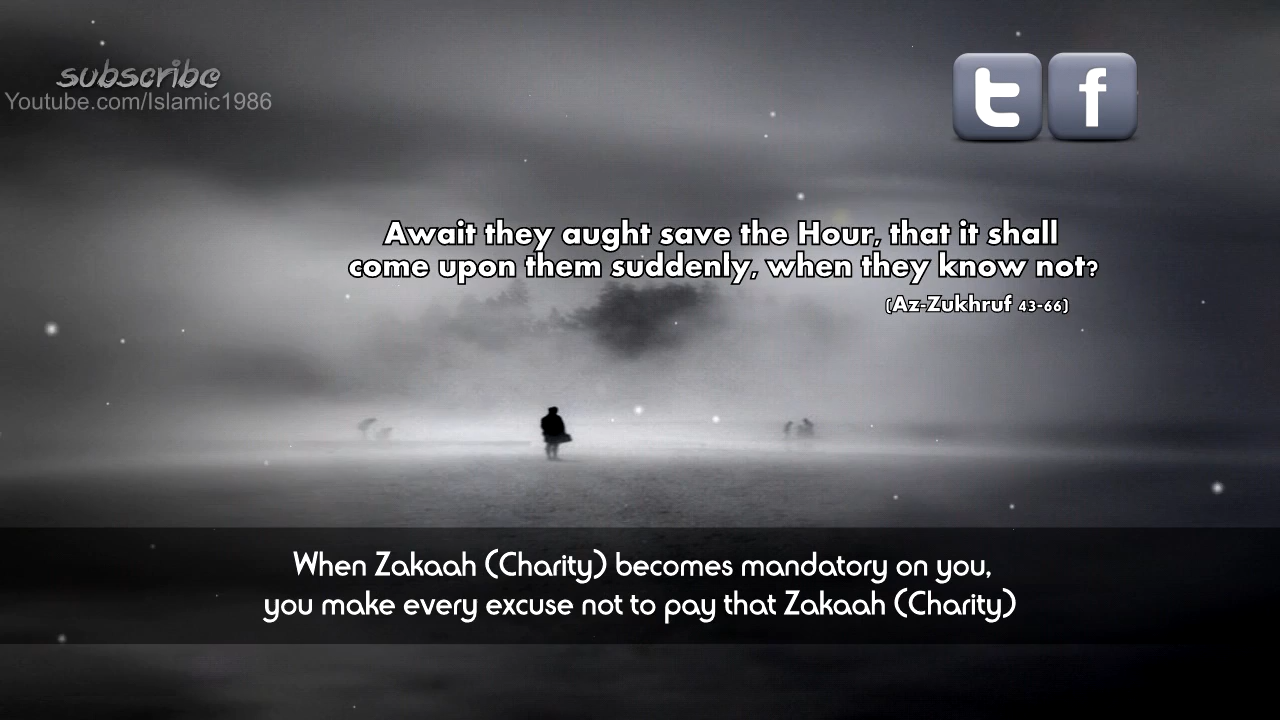 subscribe
Youtube.com/Islamic1986
t f
Await they aught save the Hour, that it shall
come upon them suddenly, when they know not?
(Az-Zukhruf 43-66)
When Zakaah (Charity) becomes mandatory on you,
you make every excuse not to pay that Zakaah (Charity)